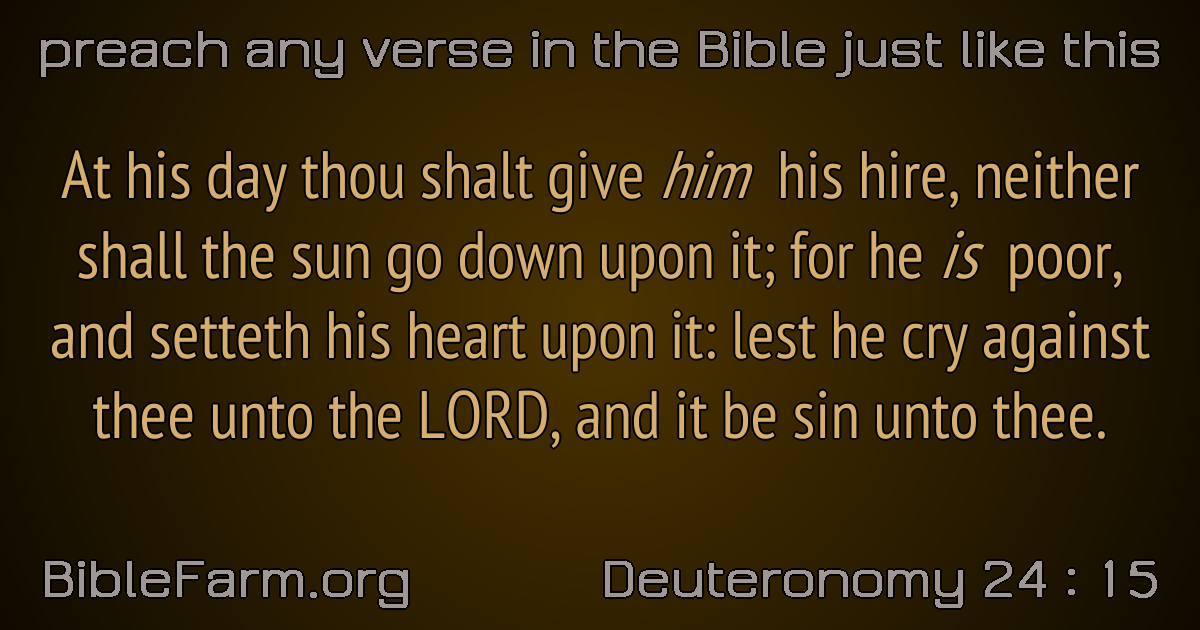 preach any verse in the Bible just like this
At his day thou shalt give him his hire, neither
shall the sun go down upon it; for he is poor,
and setteth his heart upon it: lest he cry against
thee unto the LORD, and it be sin unto thee.
BibleFarm.org
Deuteronomy 24 : 15